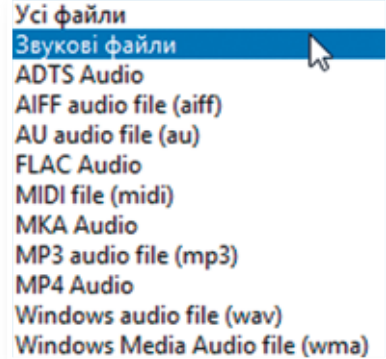 Усі файли
Звукові файли
ADTS Audio
AIFF audio file (aiff)
AU audio file (au)
FLAC Audio
MIDI file (midi)
MKA Audio
MP3 audio file (mp3)
MP4 Audio
Windows audio file (wav)
Windows Media Audio file (wma)